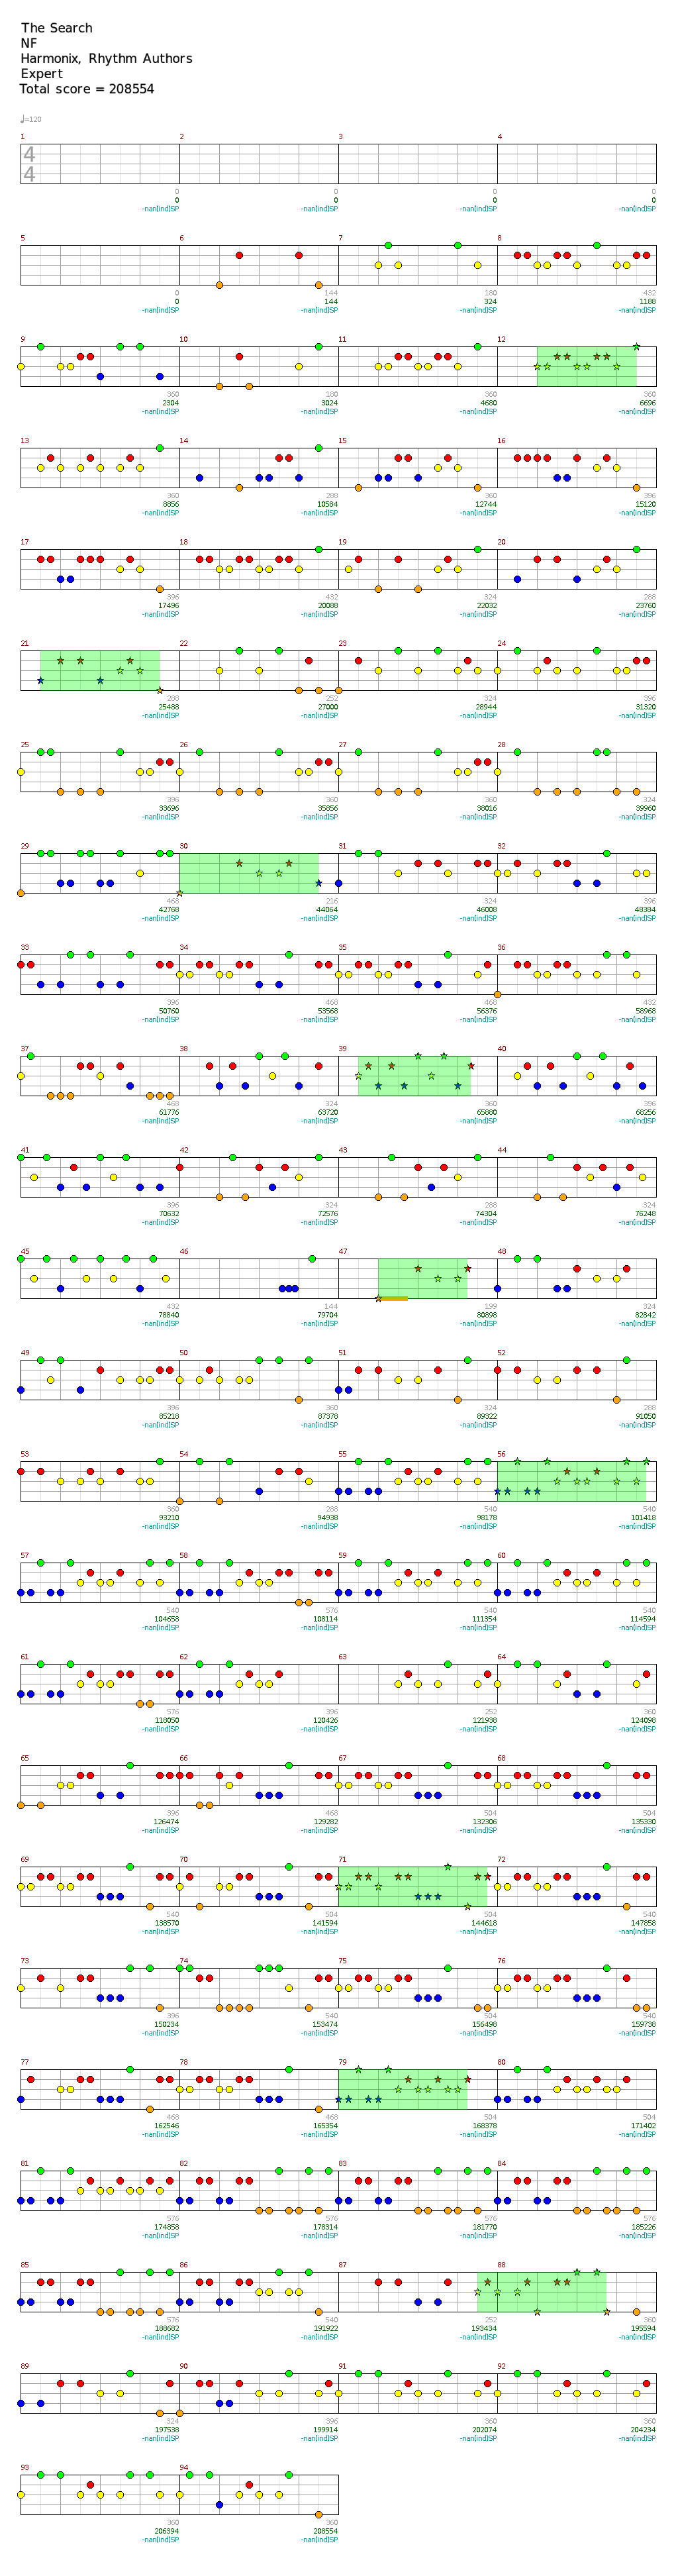 The Search
NF
Harmonix, Rhythm Authors
Expert
Total score = 208554
♩=120
1 2 3 4
4
4
0 0 0 0
0 0 0 0
-nan(ind)SP -nan(ind)SP -nan(ind)SP -nan(ind)SP
5 6 7 8
0 144 180 432
0 144 324 1188
-nan(ind)SP -nan(ind)SP -nan(ind)SP -nan(ind)SP
9 10 11 12
360 180 360 360
2304 3024 4680 6696
-nan(ind)SP -nan(ind)SP -nan(ind)SP -nan(ind)SP
13 14 15 16
360 288 360 396
8856 10584 12744 15120
-nan(ind)SP -nan(ind)SP -nan(ind)SP -nan(ind)SP
17 18 19 20
396 432 324 288
17496 20088 22032 23760
-nan(ind)SP -nan(ind)SP -nan(ind)SP -nan(ind)SP
21 22 23 24
288 252 324 396
25488 27000 28944 31320
-nan(ind)SP -nan(ind)SP -nan(ind)SP -nan(ind)SP
25 26 27 28
396 360 360 324
33696 35856 38016 39960
-nan(ind)SP -nan(ind)SP -nan(ind)SP -nan(ind)SP
29 30 31 32
468 216 324 396
42768 44064 46008 48384
-nan(ind)SP -nan(ind)SP -nan(ind)SP -nan(ind)SP
33 34 35 36
396 468 468 432
50760 53568 56376 58968
-nan(ind)SP -nan(ind)SP -nan(ind)SP -nan(ind)SP
37 38 39 40
468 324 360 396
61776 63720 65880 68256
-nan(ind)SP -nan(ind)SP -nan(ind)SP -nan(ind)SP
41 42 43 44
396 324 288 324
70632 72576 74304 76248
-nan(ind)SP -nan(ind)SP -nan(ind)SP -nan(ind)SP
45 46 47 48
432 144 199 324
78840 79704 80898 82842
-nan(ind)SP -nan(ind)SP -nan(ind)SP -nan(ind)SP
49 50 51 52
396 360 324 288
85218 87378 89322 91050
-nan(ind)SP -nan(ind)SP -nan(ind)SP -nan(ind)SP
53 54 55 56
360 288 540 540
93210 94938 98178 101418
-nan(ind)SP -nan(ind)SP -nan(ind)SP -nan(ind)SP
57 58 59 60
540 576 540 540
104658 108114 111354 114594
-nan(ind)SP -nan(ind)SP -nan(ind)SP -nan(ind)SP
61 62 63 64
576 396 252 360
118050 120426 121938 124098
-nan(ind)SP -nan(ind)SP -nan(ind)SP -nan(ind)SP
65 66 67 68
396 468 504 504
126474 129282 132306 135330
-nan(ind)SP -nan(ind)SP -nan(ind)SP -nan(ind)SP
69 70 71 72
540 504 504 540
138570 141594 144618 147858
-nan(ind)SP -nan(ind)SP -nan(ind)SP -nan(ind)SP
73 74 75 76
396 540 504 540
150234 153474 156498 159738
-nan(ind)SP -nan(ind)SP -nan(ind)SP -nan(ind)SP
77 78 79 80
468 468 504 504
162546 165354 168378 171402
-nan(ind)SP -nan(ind)SP -nan(ind)SP -nan(ind)SP
81 82 83 84
576 576 576 576
174858 178314 181770 185226
-nan(ind)SP -nan(ind)SP -nan(ind)SP -nan(ind)SP
85 86 87 88
576 540 252 360
188682 191922 193434 195594
-nan(ind)SP -nan(ind)SP -nan(ind)SP -nan(ind)SP
89 90 91 92
324 396 360 360
197538 199914 202074 204234
-nan(ind)SP -nan(ind)SP -nan(ind)SP -nan(ind)SP
93 94
360 360
206394 208554
-nan(ind)SP -nan(ind)SP